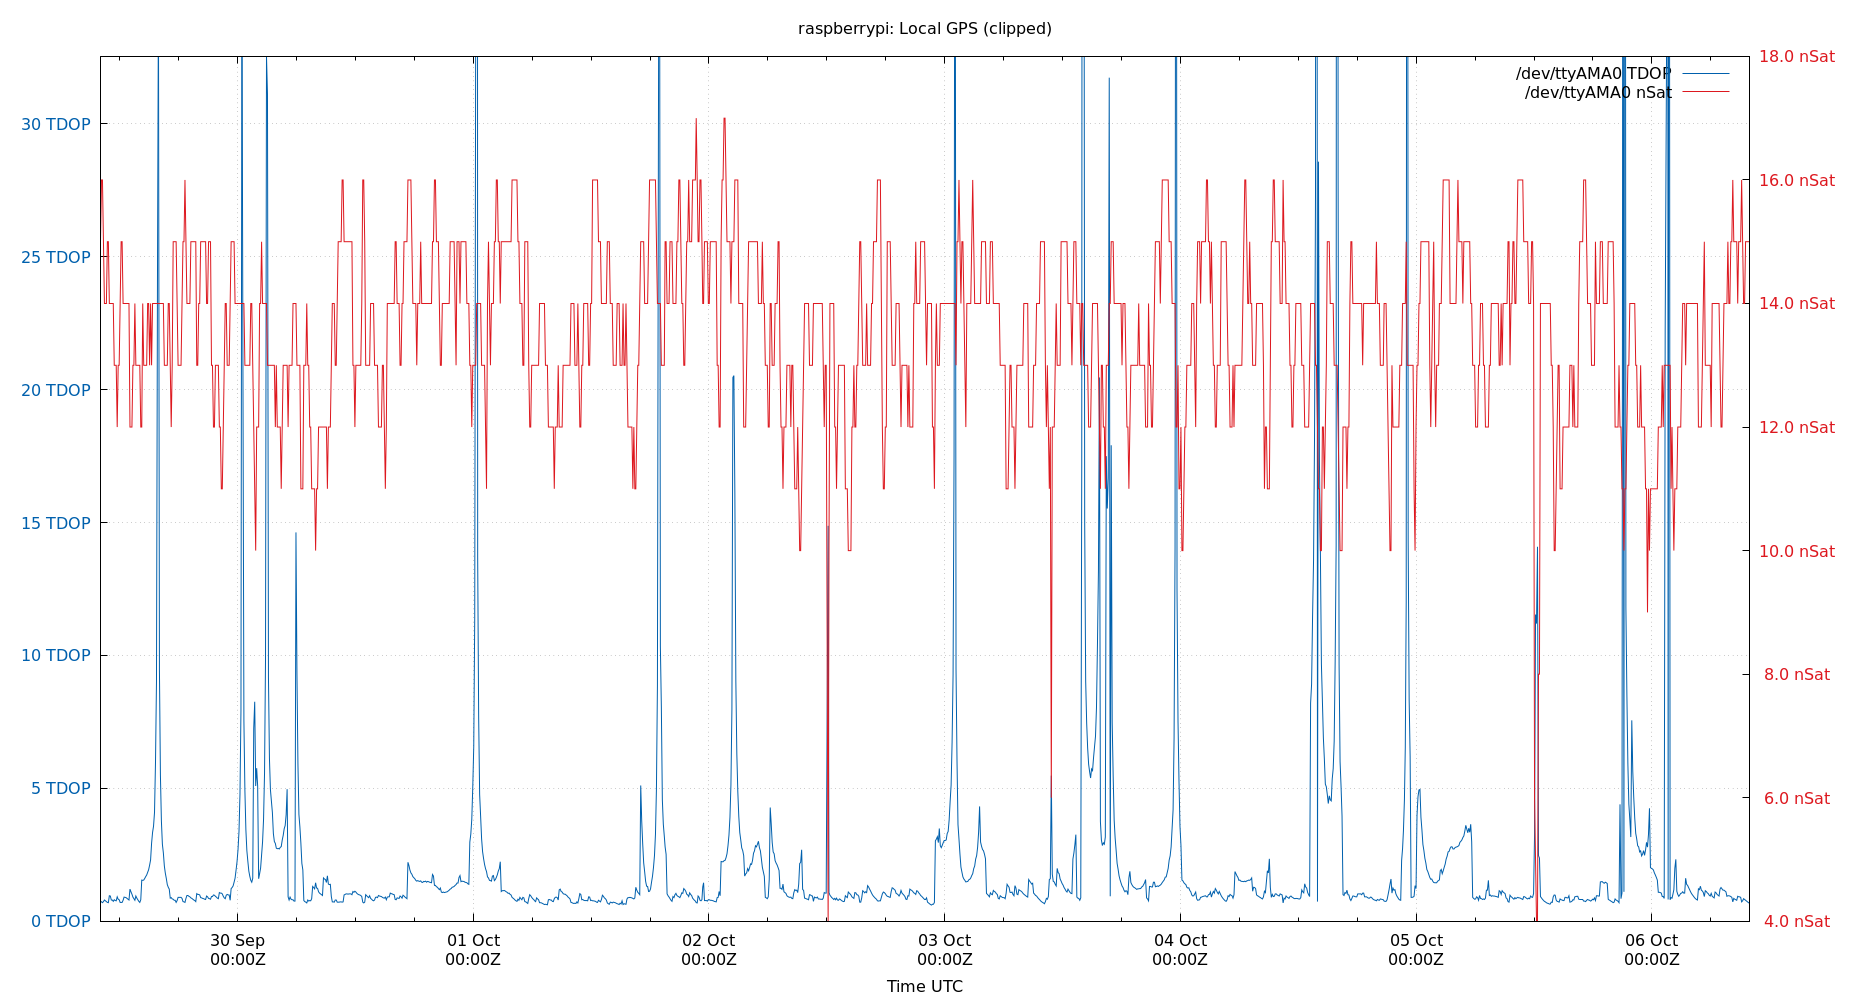 raspberrypi: Local GPS (clipped)
18.0 nSat
/dev/ttyAMA0 TDOP
/dev/ttyAMA0 nSat
30 TDOP
16.0 nSat
25 TDOP
14.0 nSat
20 TDOP
12.0 nSat
15 TDOP
10.0 nSat
10 TDOP
8.0 nSat
5 TDOP
6.0 nSat
0 TDOP
4.0 nSat
30 Sep 01 Oct 02 Oct 03 Oct 04 Oct 05 Oct 06 Oct
00:00Z 00:00Z 00:00Z 00:00Z 00:00Z 00:00Z 00:00Z
Time UTC